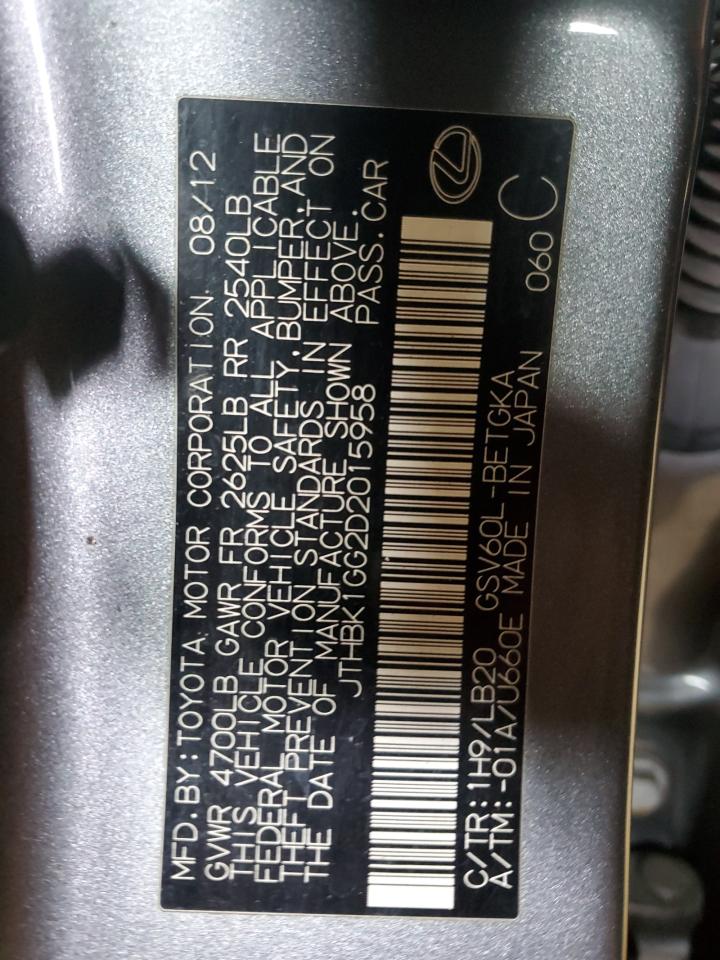 MFD.BY:TOYOTA MOTOR CORPORATION 08/12
GVWR 4700LB GAWR FR 2625LB RR 2540LB
THIS VEHICLE CONFORMS TO ALL APPLICABLE
FEDERAL MOTOR VEHICLE SAFETY,BUMPER,AND
THEFT PREVENTION STANDARDS IN EFFECT ON
THE DATE OF MANUFACTURE SHOWN ABOVE.
JTHBK1GG2D2015958 PASS.CAR
C/TR:1H9/LB20 GSV60L-BETGKA
A/TM:-01A/U660E MADE IN JAPAN 060 C